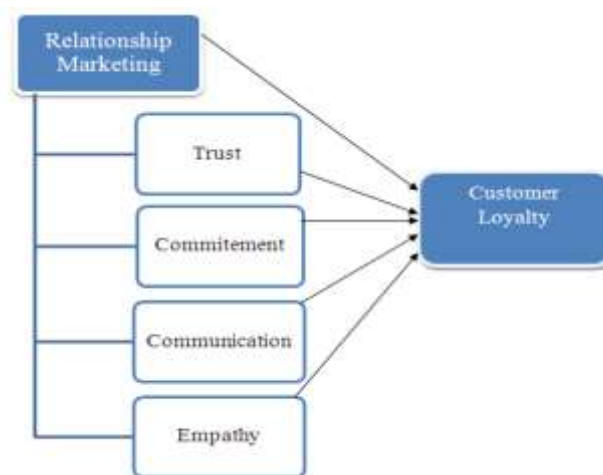 Relationship
Marketing
Trust
Customer
Loyalty
Commitement
Communication
Empathy